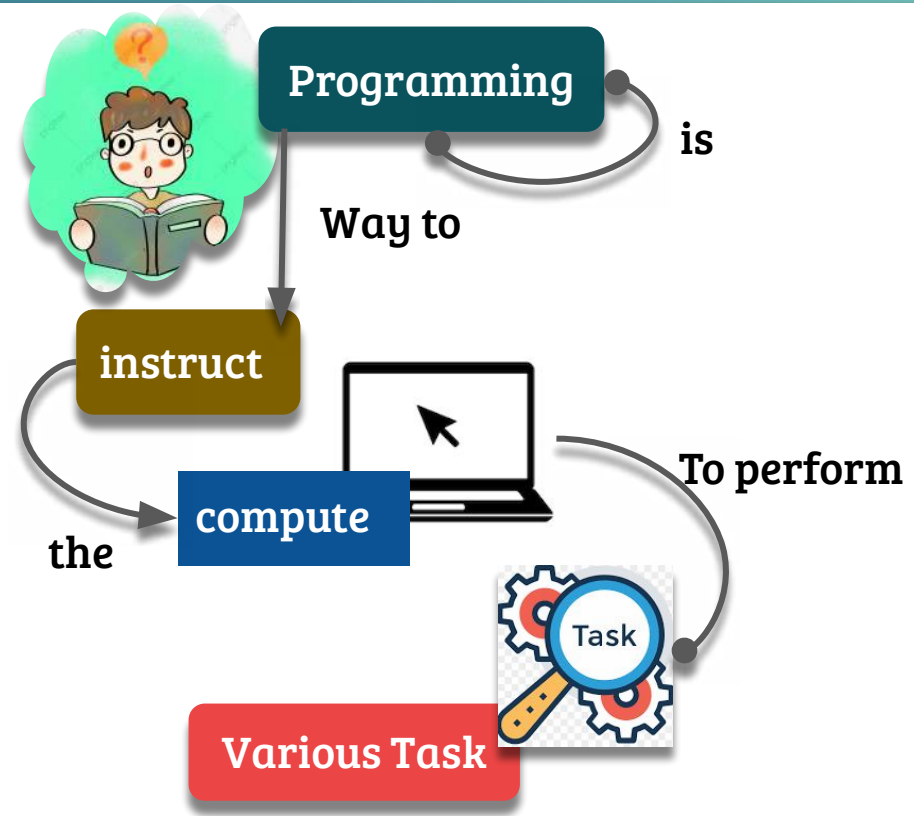 ?
Programming
is
Way to
instruct
the
compute
To perform
Task
Various Task